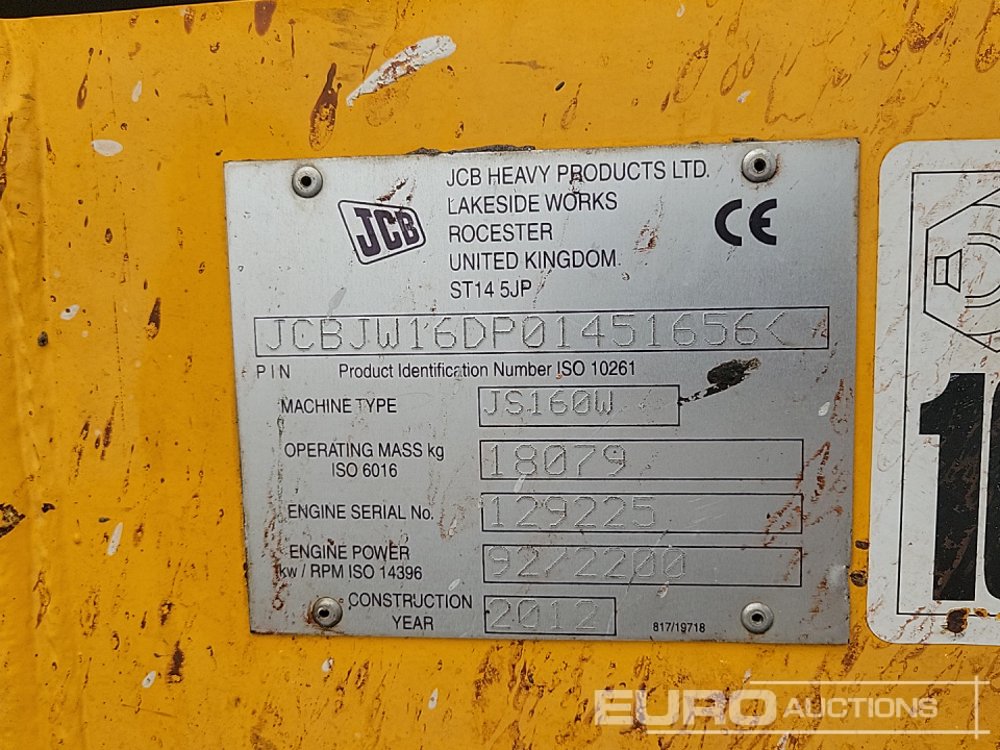 JCB
JCB HEAVY PRODUCTS LTD.
LAKESIDE WORKS
ROCESTER
UNITED KINGDOM.
ST14 5JP
CE
JCBJW16DP01451656<
PIN Product Identification Number ISO 10261
MACHINE TYPE JS160W
OPERATING MASS kg 18079
ISO 6016
ENGINE SERIAL No. 129225
ENGINE POWER 92/2200
kw / RPM ISO 14396
CONSTRUCTION YEAR 2012
817/19718
EURO AUCTIONS